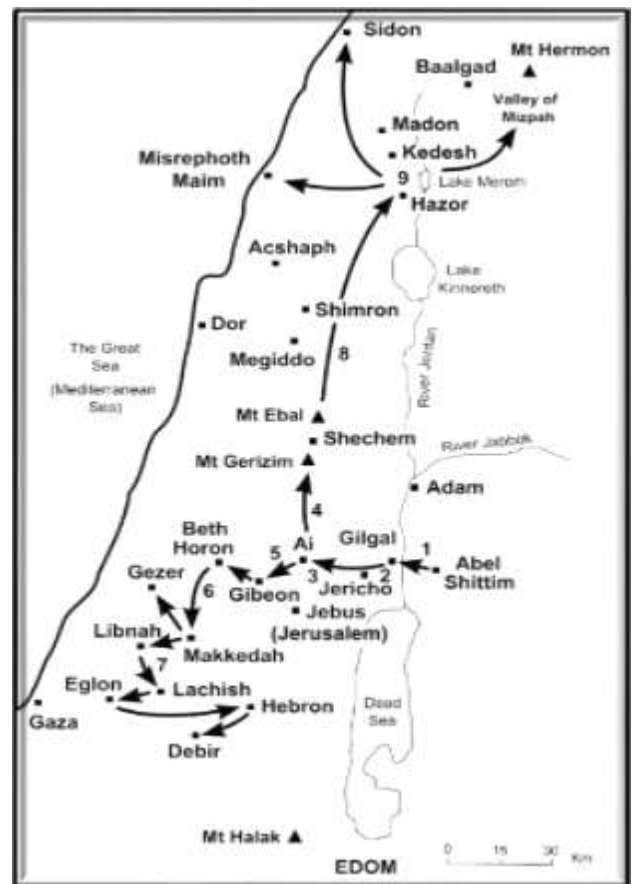 Sidon
Mt Hermon
Baalgad
Valley of
Mizpah
Madon
Kedesh
Misrephoth
Maim
9
Lake Merom
Hazor
Acshaph
Lake
Kinnereth
Shimron
Dor
Megiddo
8
The Great
Sea
(Mediterranean
Sea)
River Jordan
Mt Ebal
Shechem
River Jabbok
Mt Gerizim
Adam
4
Beth
Horon
Gilgal
Ai
5
1
Abel
Shittim
Gezer
3
2
Gibeon
Jericho
6
Jebus
(Jerusalem)
Libnah
Makkedah
7
Eglon
Lachish
Hebron
Dead
Sea
Gaza
Debir
Mt Halak
EDOM
0 15 30
Km